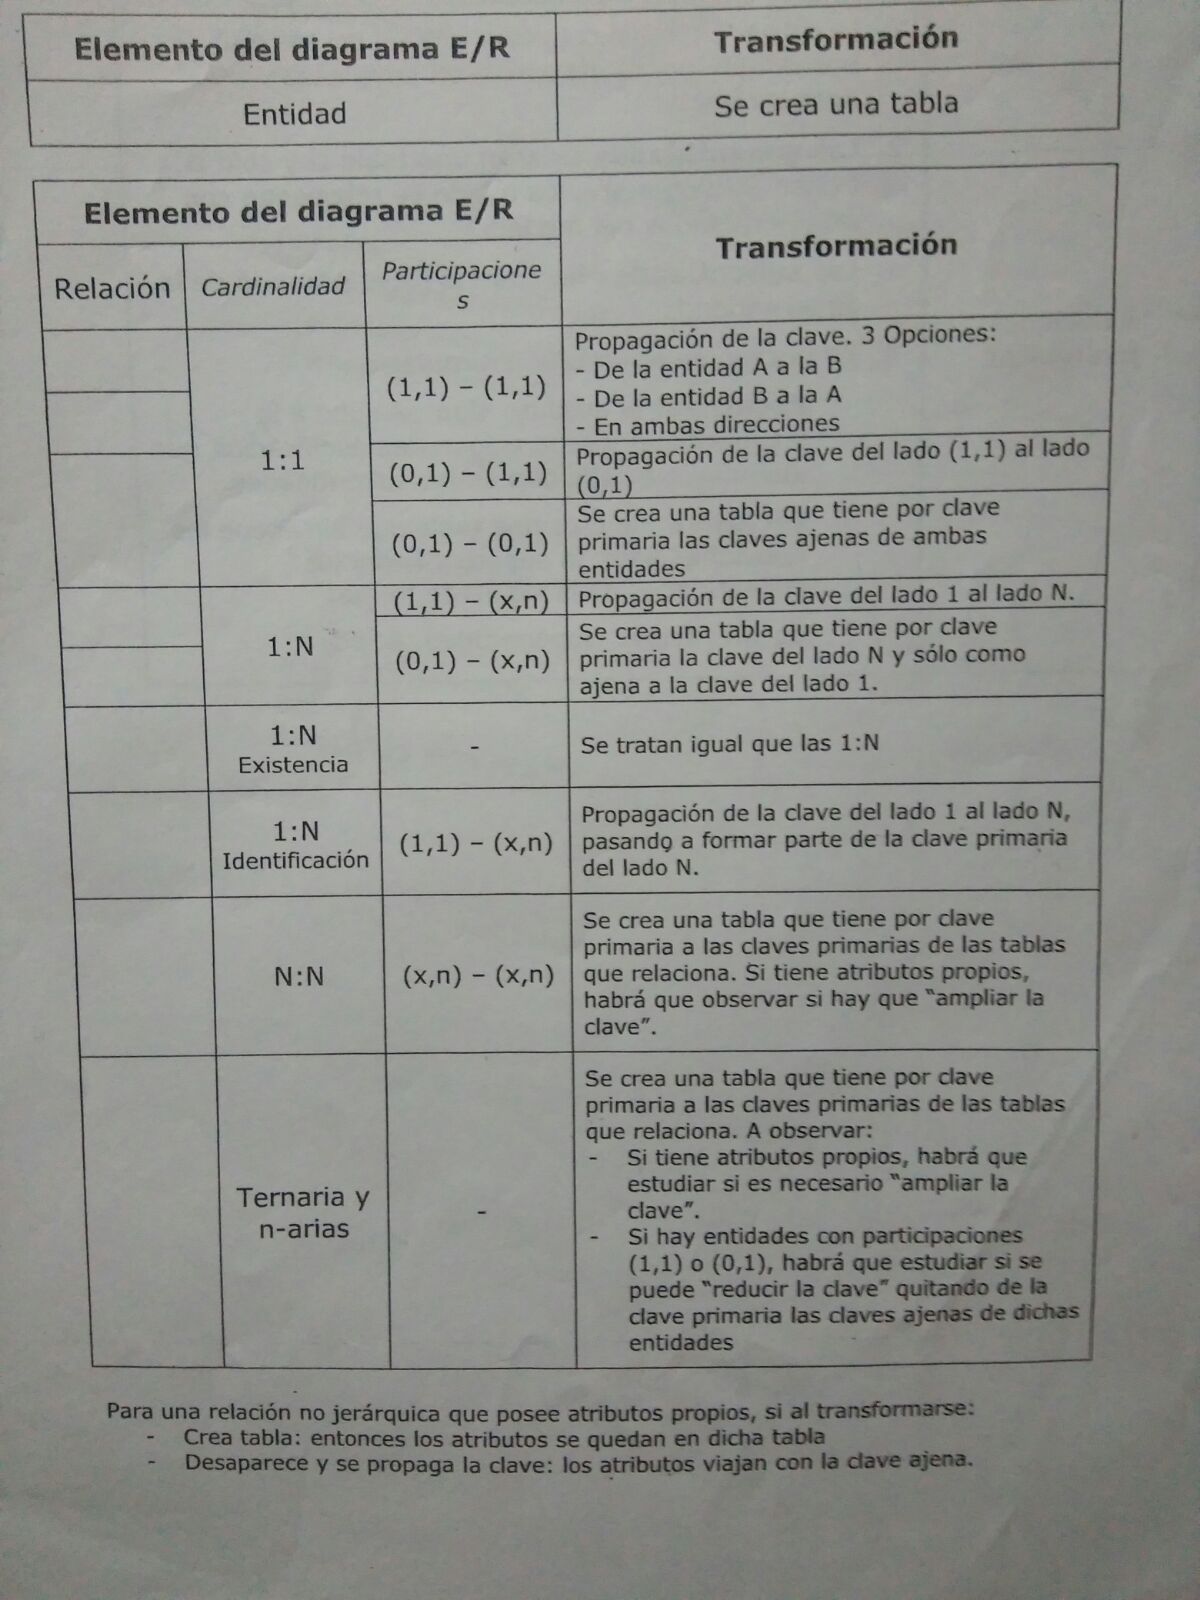 Elemento del diagrama E/R
Transformación
Entidad
Se crea una tabla
Elemento del diagrama E/R
Transformación
Relación
Cardinalidad
Participacione
s
1:1
(1,1) – (1,1)
Propagación de la clave. 3 Opciones:
- De la entidad A a la B
- De la entidad B a la A
- En ambas direcciones
(0,1) – (1,1)
Propagación de la clave del lado (1,1) al lado
(0,1)
(0,1) – (0,1)
Se crea una tabla que tiene por clave
primaria las claves ajenas de ambas
entidades
1:N
(1,1) – (x,n)
Propagación de la clave del lado 1 al lado N.
(0,1) – (x,n)
Se crea una tabla que tiene por clave
primaria la clave del lado N y sólo como
ajena a la clave del lado 1.
1:N
Existencia
-
Se tratan igual que las 1:N
1:N
Identificación
(1,1) – (x,n)
Propagación de la clave del lado 1 al lado N,
pasando a formar parte de la clave primaria
del lado N.
N:N
(x,n) – (x,n)
Se crea una tabla que tiene por clave
primaria a las claves primarias de las tablas
que relaciona. Si tiene atributos propios,
habrá que observar si hay que "ampliar la
clave".
Ternaria y
n-arias
-
Se crea una tabla que tiene por clave
primaria a las claves primarias de las tablas
que relaciona. A observar:
- Si tiene atributos propios, habrá que
estudiar si es necesario "ampliar la
clave".
- Si hay entidades con participaciones
(1,1) o (0,1), habrá que estudiar si se
puede "reducir la clave" quitando de la
clave primaria las claves ajenas de dichas
entidades
Para una relación no jerárquica que posee atributos propios, si al transformarse:
- Crea tabla: entonces los atributos se quedan en dicha tabla
- Desaparece y se propaga la clave: los atributos viajan con la clave ajena.